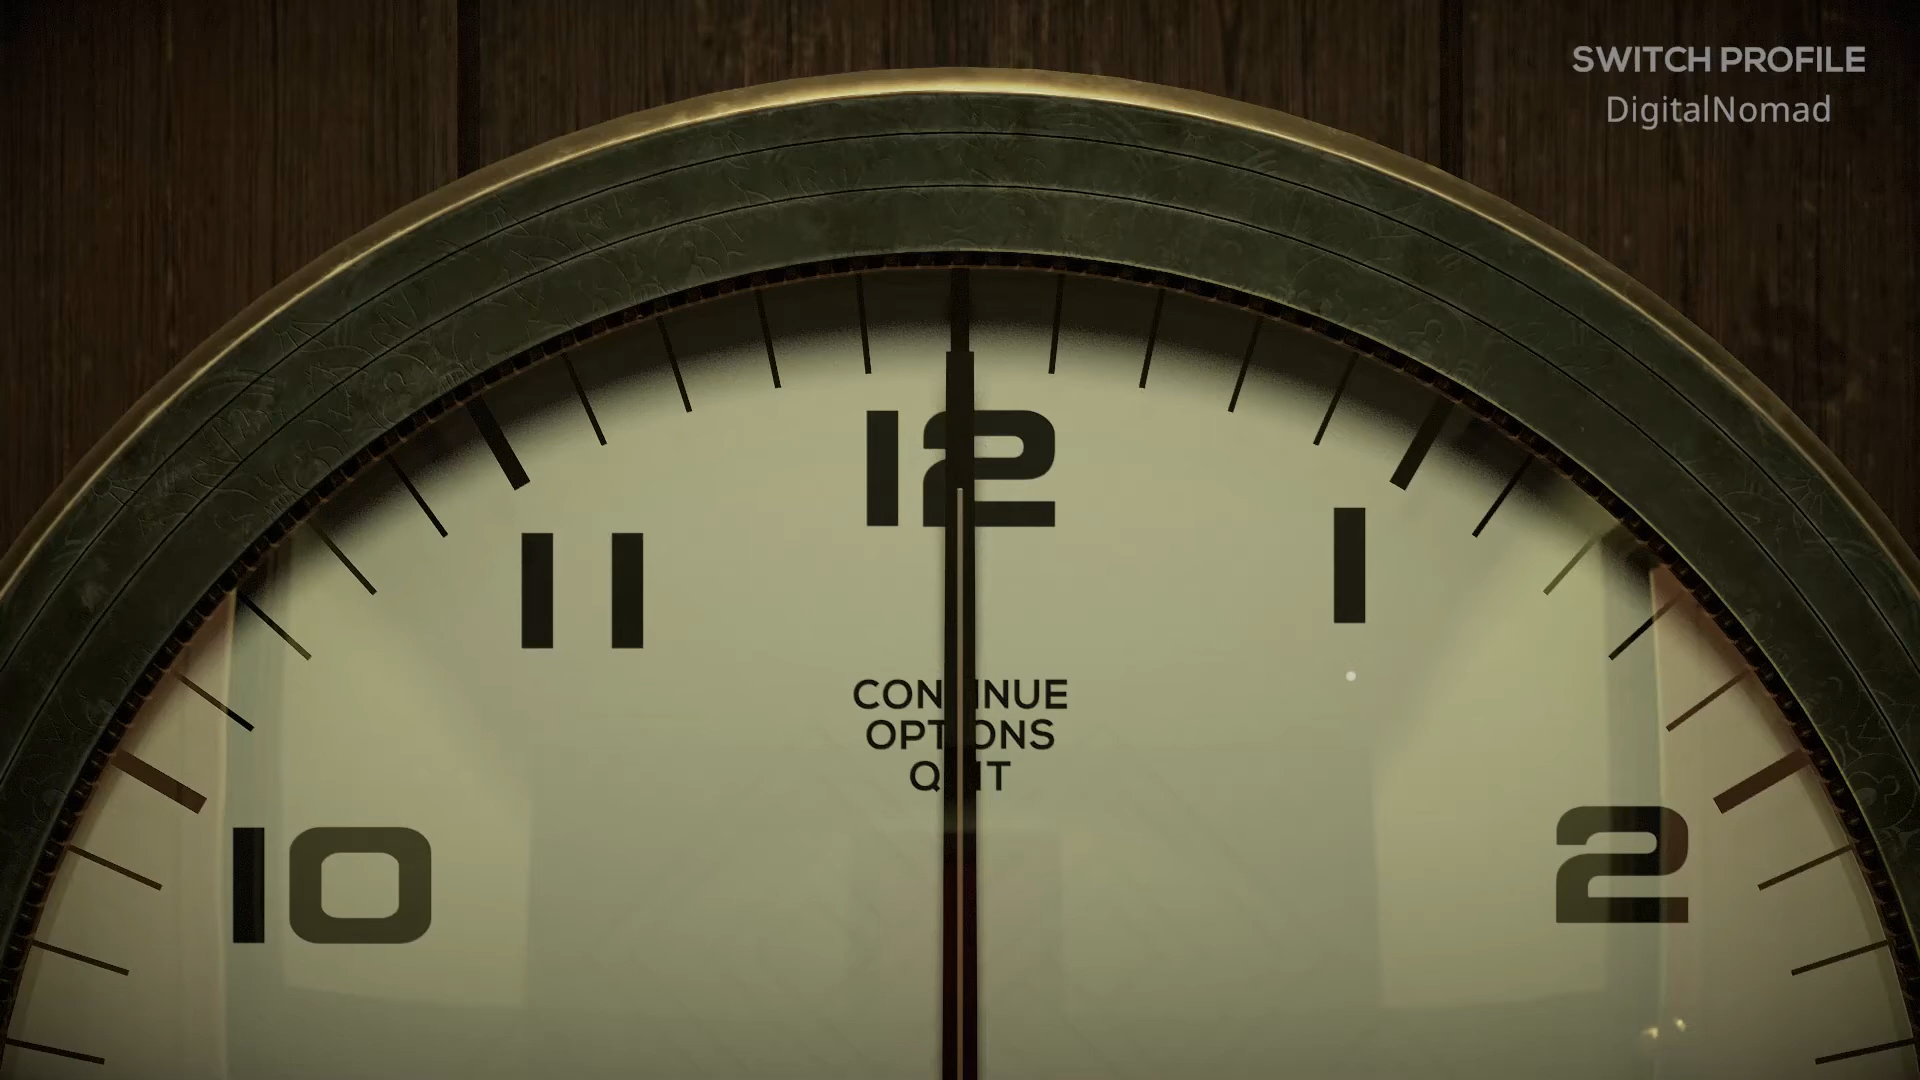 SWITCH PROFILE
DigitalNomad
12
11
1
CONTINUE
OPTIONS
QUIT
10
2